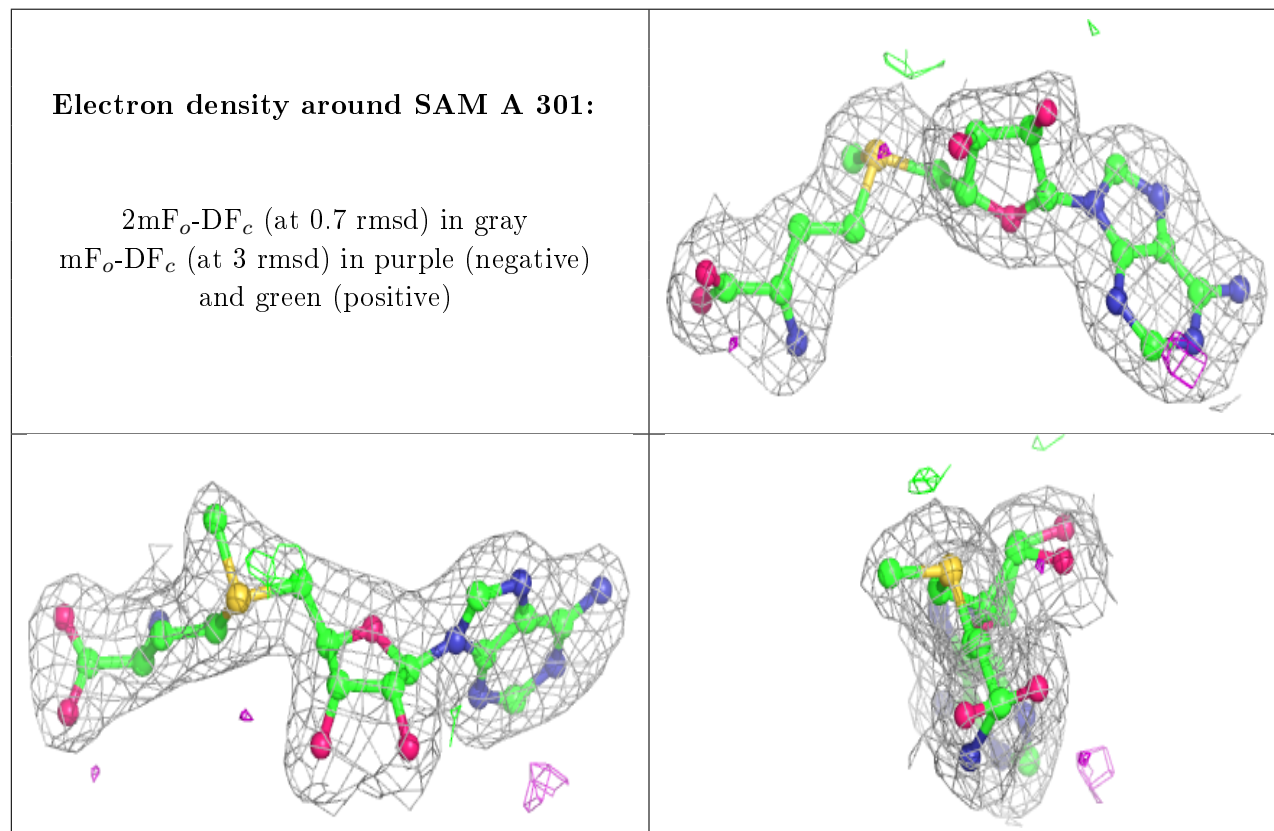 Electron density around SAM A 301:
2mFo-DFc (at 0.7 rmsd) in gray
mFo-DFc (at 3 rmsd) in purple (negative)
and green (positive)